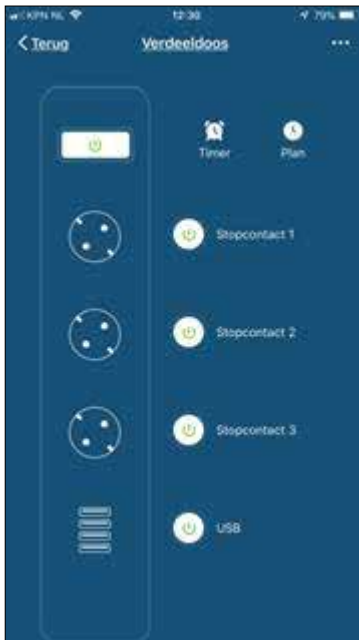 KPN NL 12:30 79%
Terug Verdeeldoos ...
Timer Plan
Stopcontact 1
Stopcontact 2
Stopcontact 3
USB